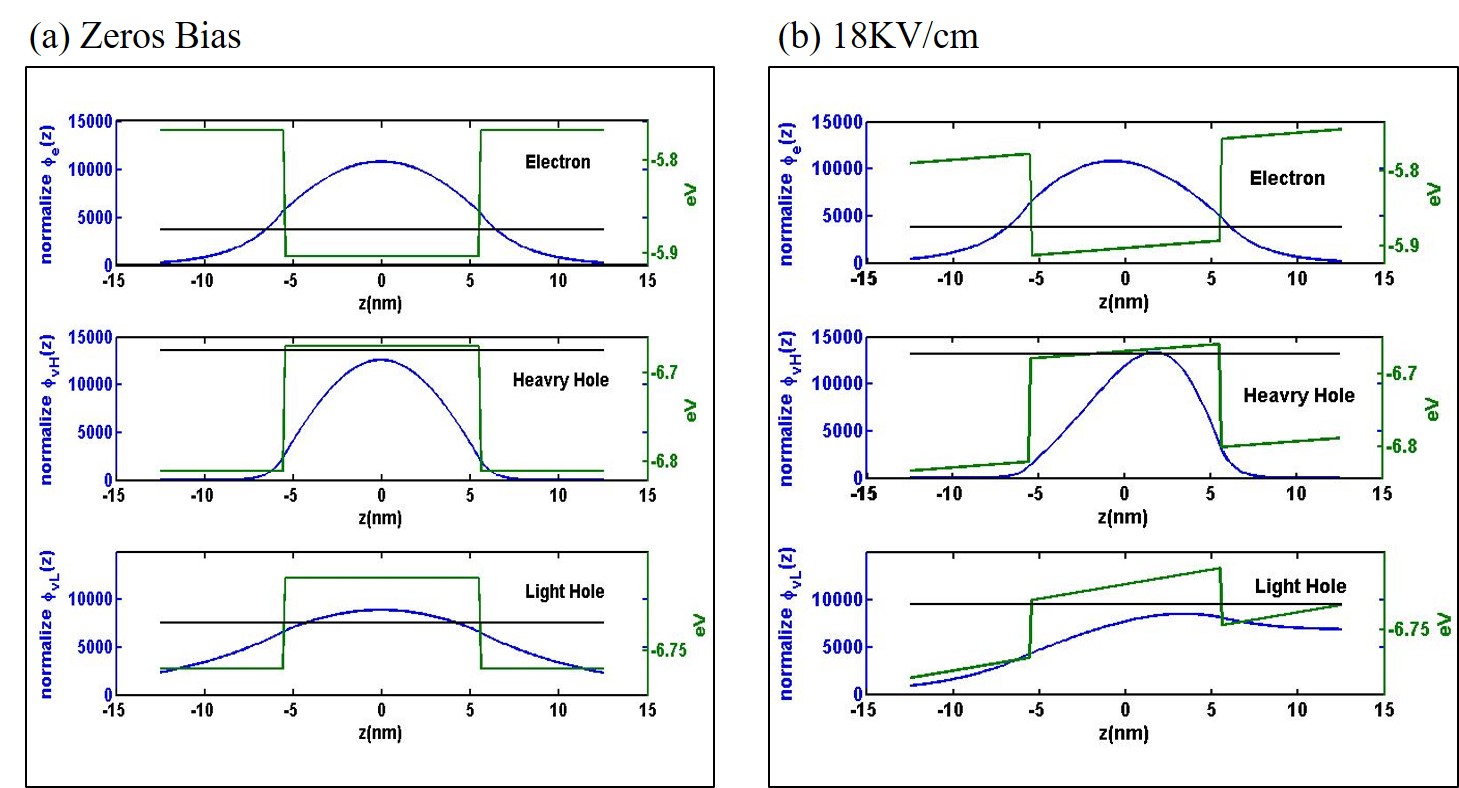 (a) Zeros Bias
15000
10000
5000
0
normalize ϕe(z)
Electron
-5.8
-5.9
eV
-15 -10 -5 0 5 10 15
z(nm)
15000
10000
5000
0
normalize ϕvH(z)
Heavry Hole
-6.7
-6.8
eV
-15 -10 -5 0 5 10 15
z(nm)
10000
5000
0
normalize ϕvL(z)
Light Hole
-6.75
eV
-15 -10 -5 0 5 10 15
z(nm)
(b) 18KV/cm
15000
10000
5000
0
normalize ϕe(z)
Electron
-5.8
-5.9
eV
-15 -10 -5 0 5 10 15
z(nm)
15000
10000
5000
0
normalize ϕvH(z)
Heavry Hole
-6.7
-6.8
eV
-15 -10 -5 0 5 10 15
z(nm)
10000
5000
0
normalize ϕvL(z)
Light Hole
-6.75
eV
-15 -10 -5 0 5 10 15
z(nm)